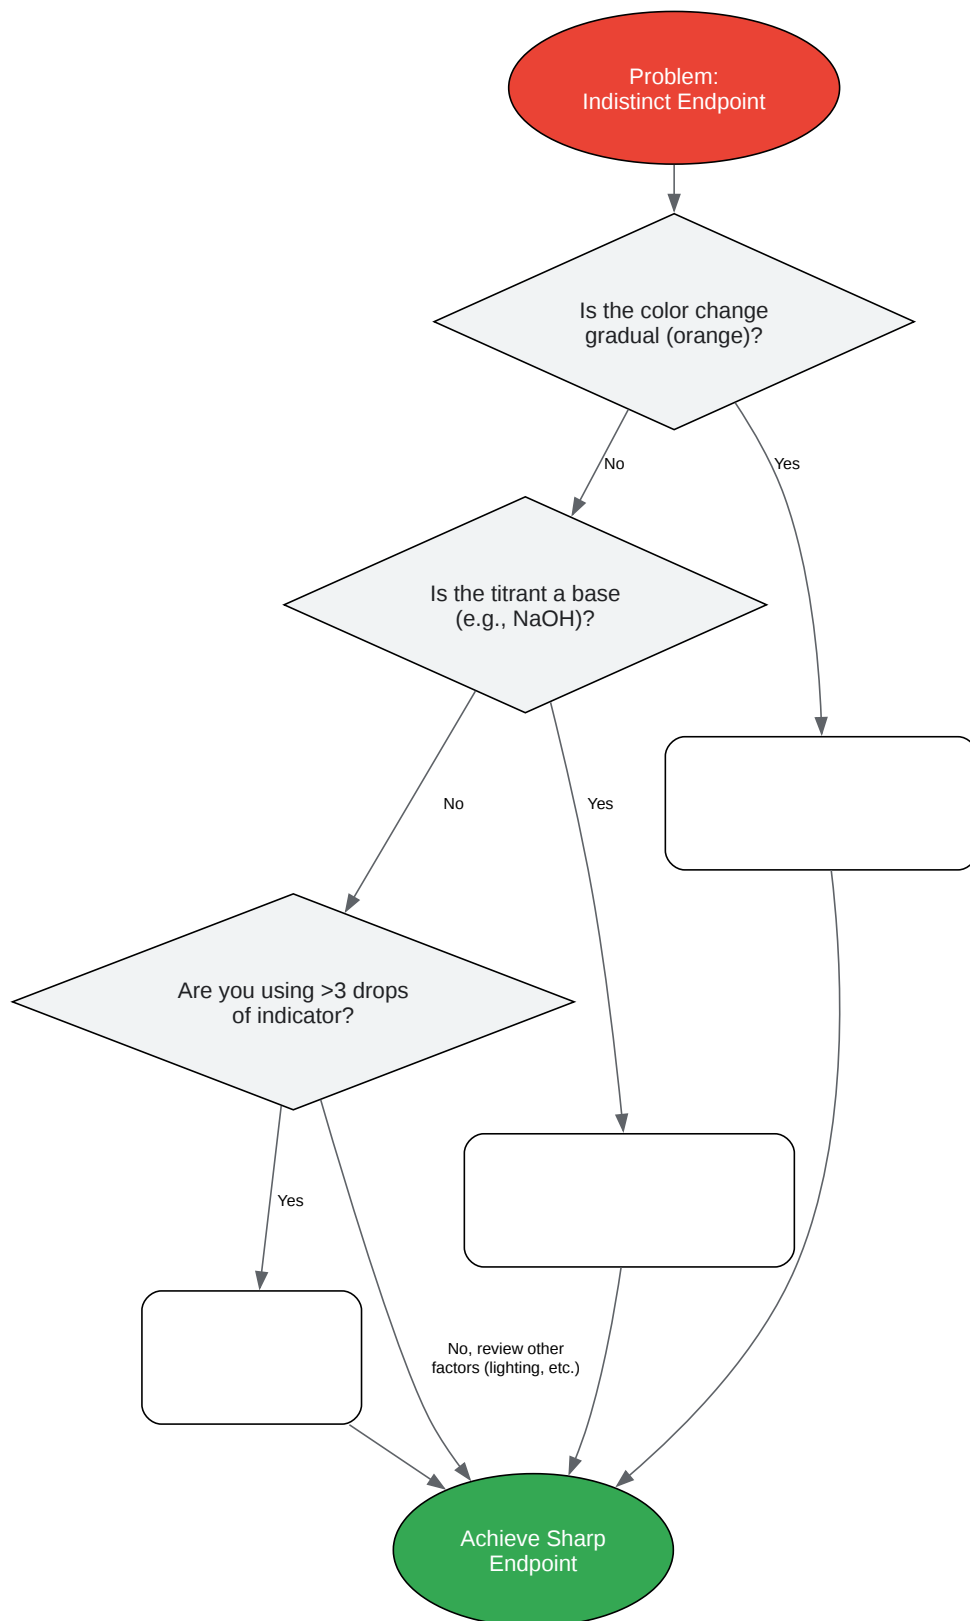 Problem:
Indistinct Endpoint
Is the color change
gradual (orange)?
No
Yes
Is the titrant a base
(e.g., NaOH)?
No
Yes
Are you using >3 drops
of indicator?
Yes
No, review other
factors (lighting, etc.)
Achieve Sharp
Endpoint